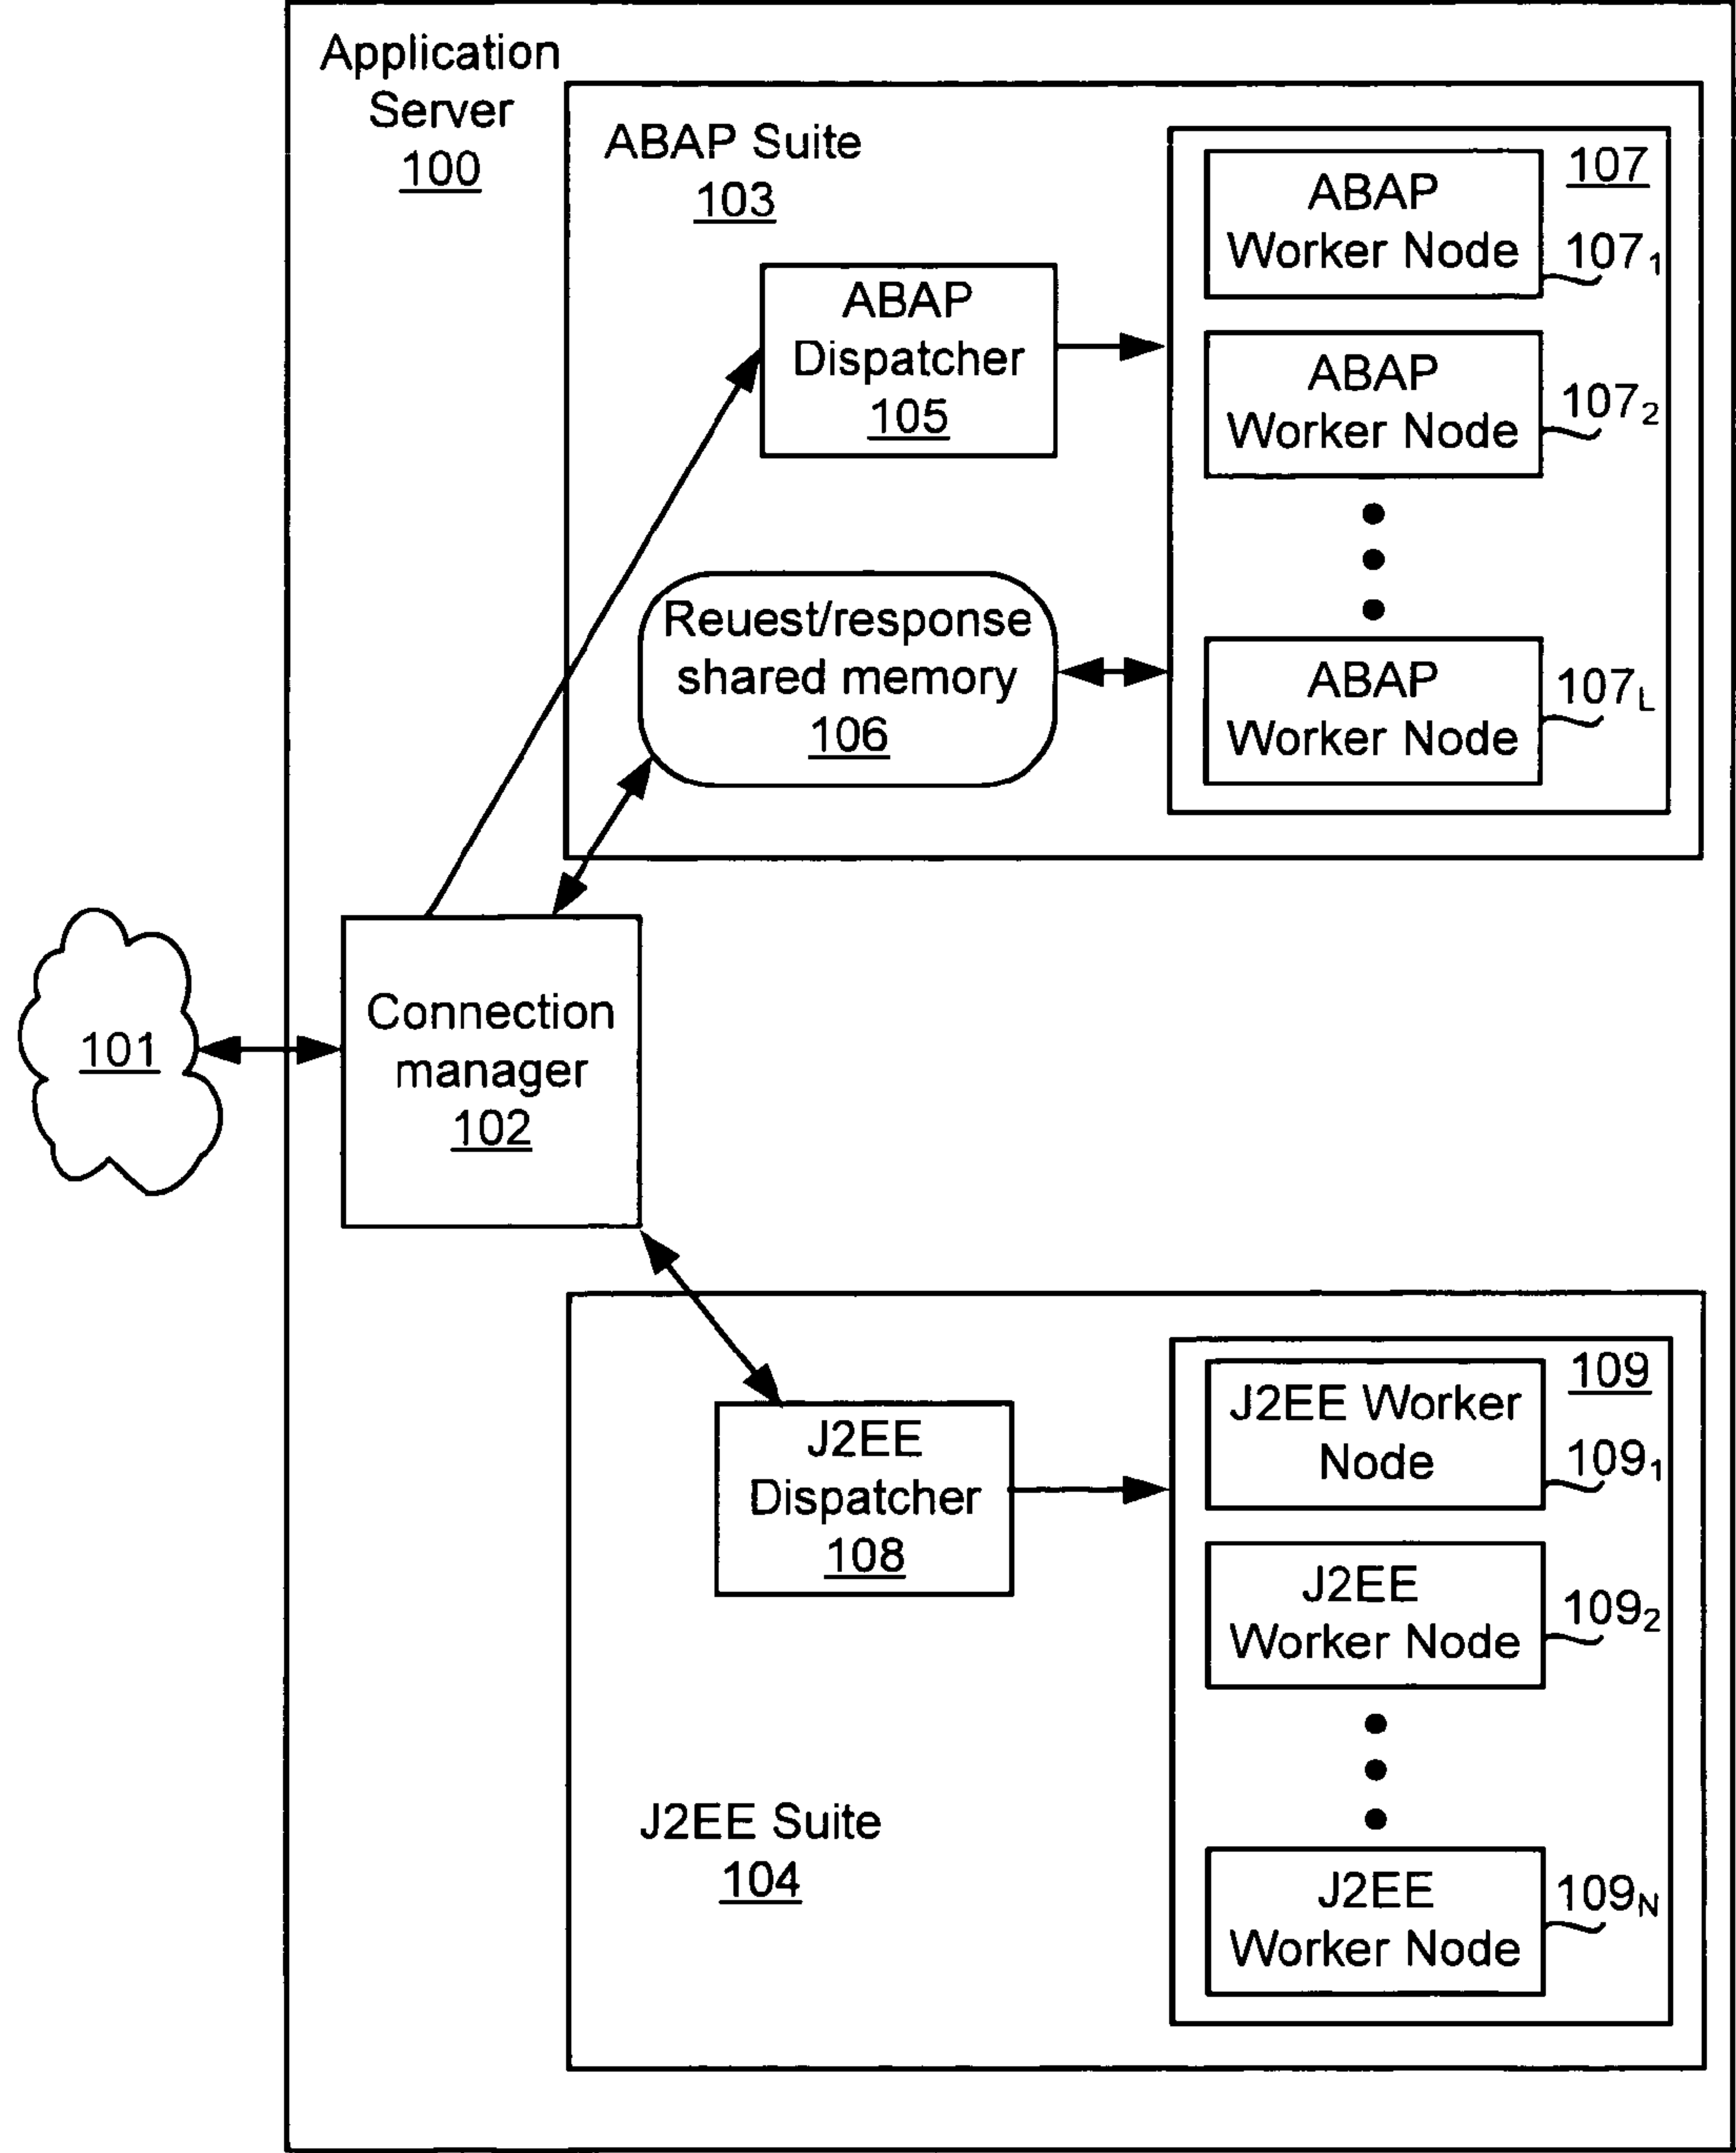 Application
Server
100
ABAP Suite
103
ABAP
Dispatcher
105
Reuest/response
shared memory
106
107
ABAP
Worker Node
107₁
ABAP
Worker Node
107₂
ABAP
Worker Node
107L
101
Connection
manager
102
J2EE
Dispatcher
108
J2EE Suite
104
109
J2EE Worker
Node
109₁
J2EE
Worker Node
109₂
J2EE
Worker Node
109N